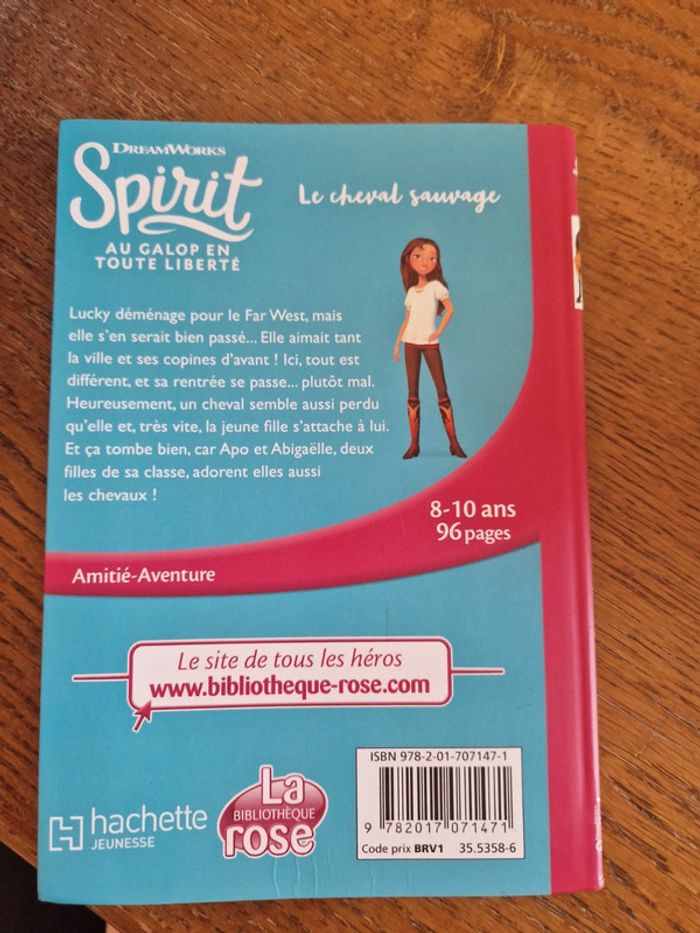 DREAMWORKS
Spirit
AU GALOP EN
TOUTE LIBERTÉ
Le cheval sauvage
Lucky déménage pour le Far West, mais
elle s'en serait bien passé... Elle aimait tant
la ville et ses copines d'avant ! Ici, tout est
différent, et sa rentrée se passe... plutôt mal.
Heureusement, un cheval semble aussi perdu
qu'elle et, très vite, la jeune fille s'attache à lui.
Et ça tombe bien, car Apo et Abigaëlle, deux
filles de sa classe, adorent elles aussi
les chevaux !
8-10 ans
96 pages
Amitié-Aventure
Le site de tous les héros
www.bibliotheque-rose.com
hachette
JEUNESSE
La
BIBLIOTHÈQUE
rose
ISBN 978-2-01-707147-1
9 782017 071471
Code prix BRV1 35.5358-6